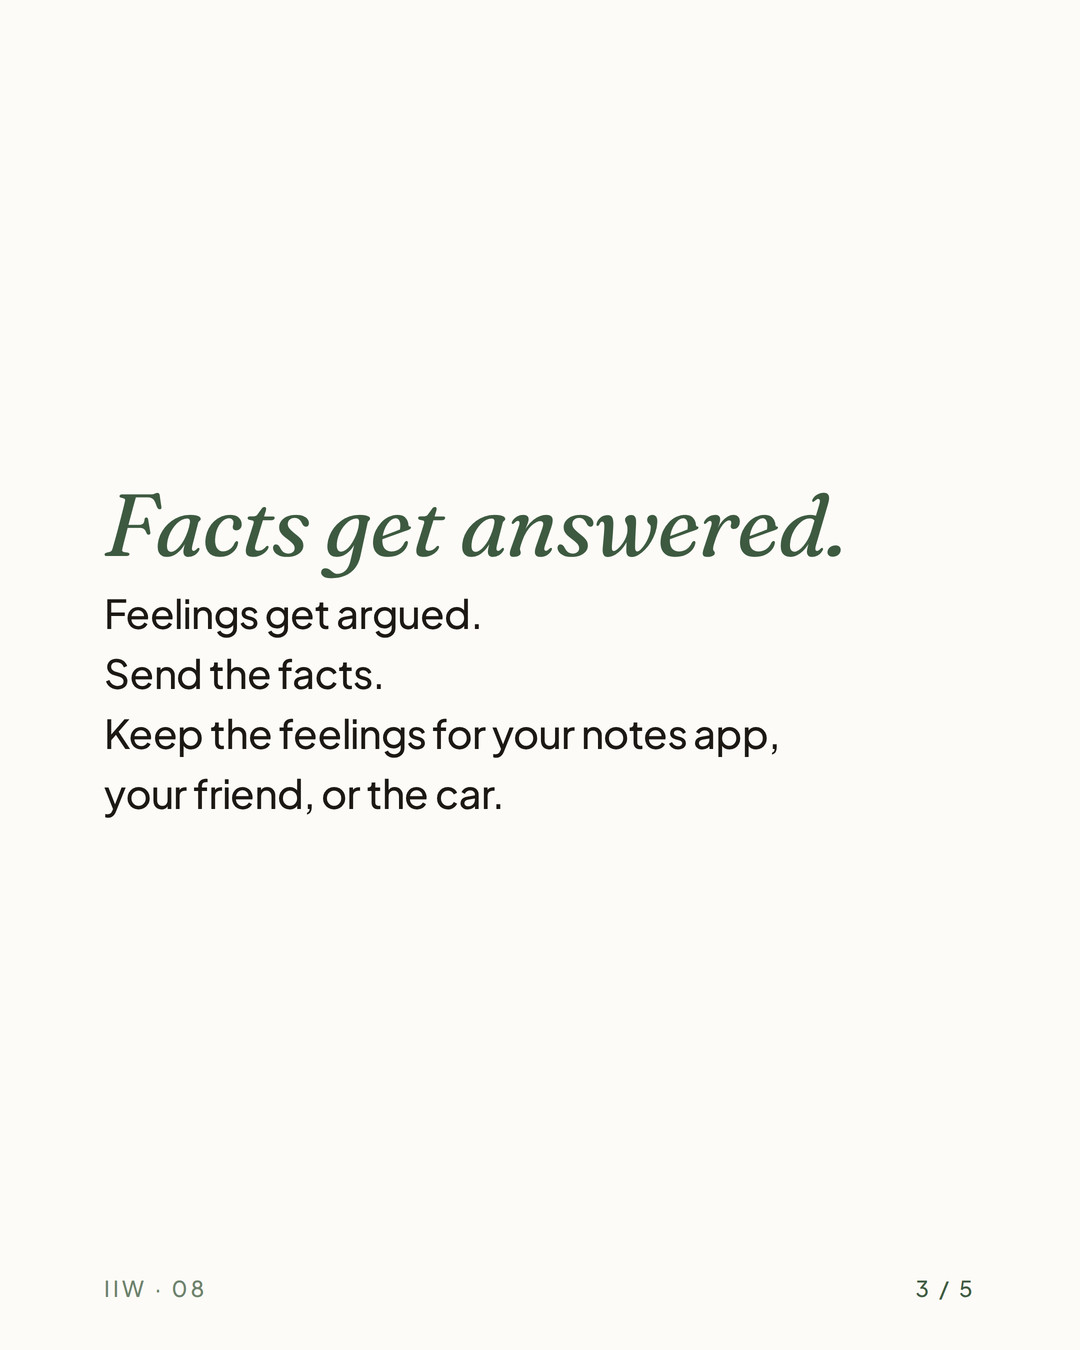 Facts get answered.
Feelings get argued.
Send the facts.
Keep the feelings for your notes app,
your friend, or the car.
IIW · 08
3 / 5